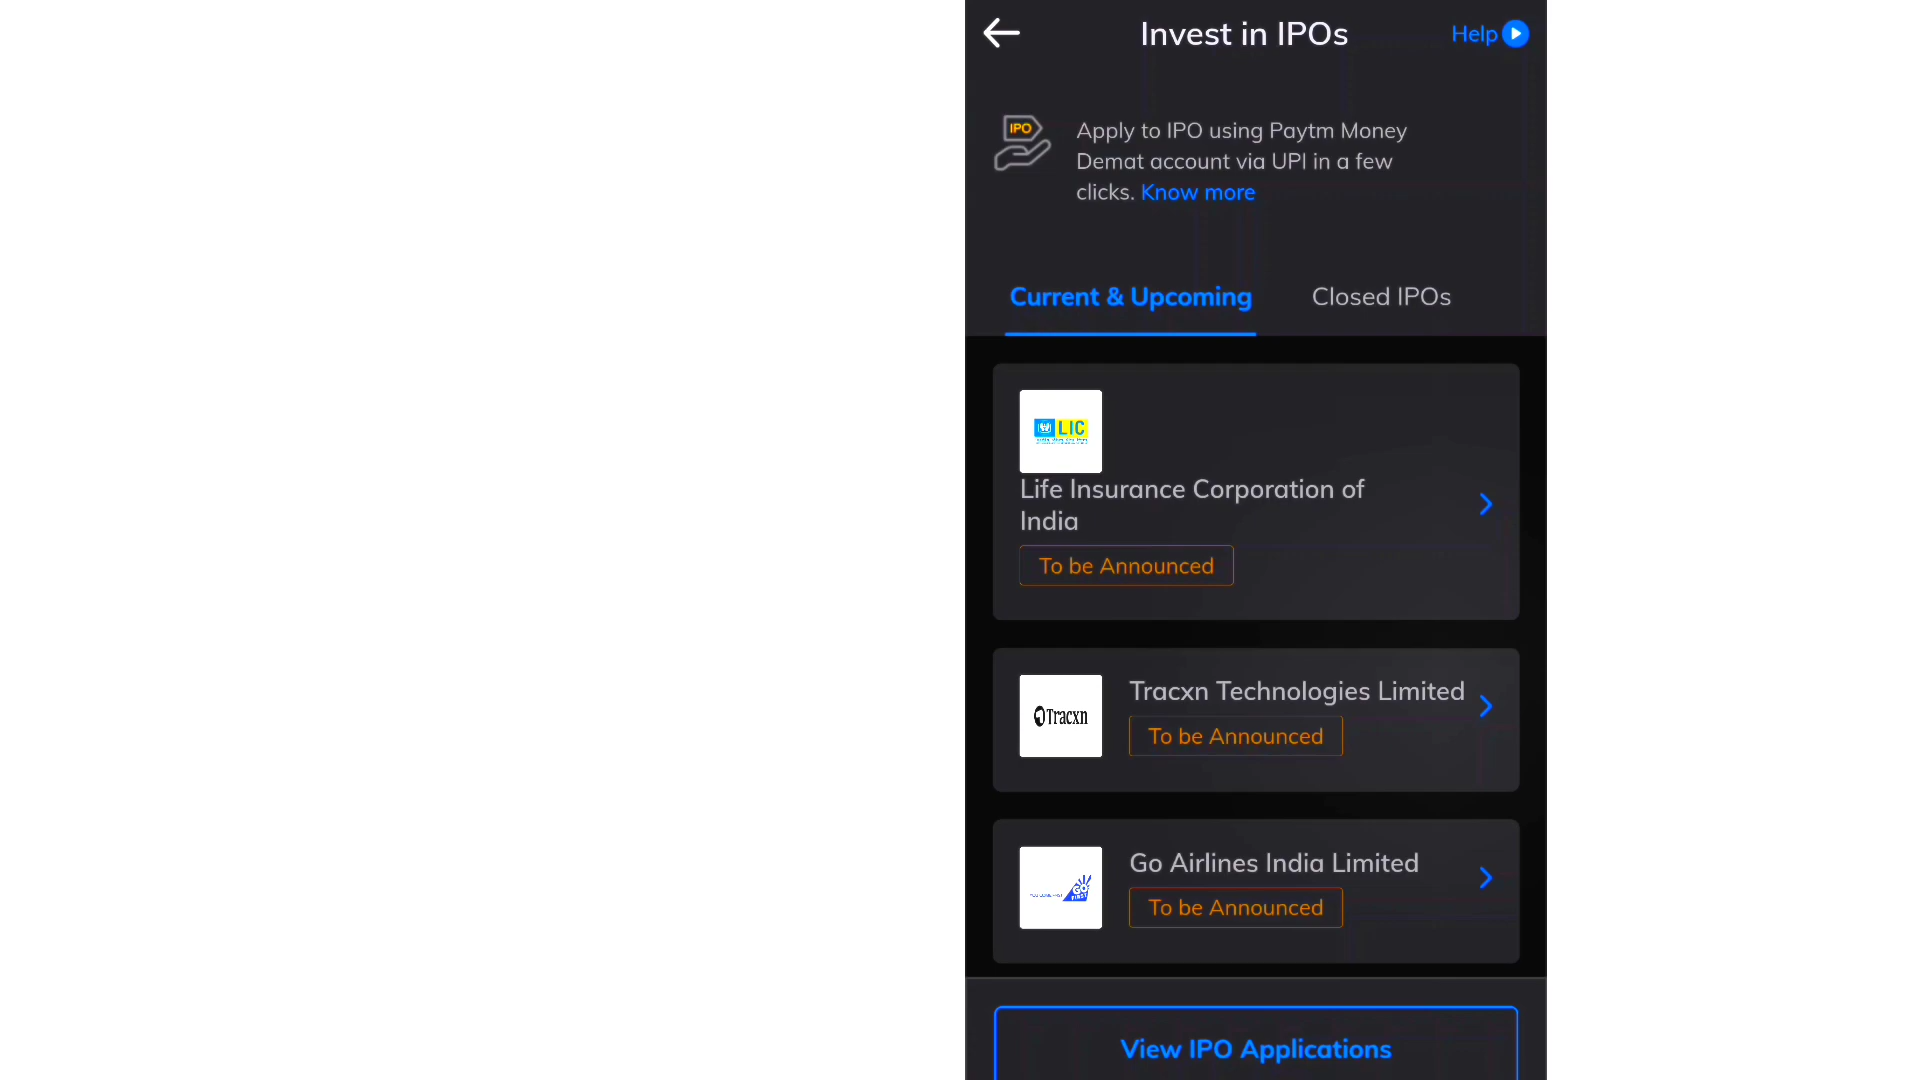 Invest in IPOs
Help
IPO
Apply to IPO using Paytm Money
Demat account via UPI in a few
clicks. Know more
Current & Upcoming
Closed IPOs
LIC
Life Insurance Corporation of
India
To be Announced
Tracxn
Tracxn Technologies Limited
To be Announced
GO
FIRST
Go Airlines India Limited
To be Announced
View IPO Applications